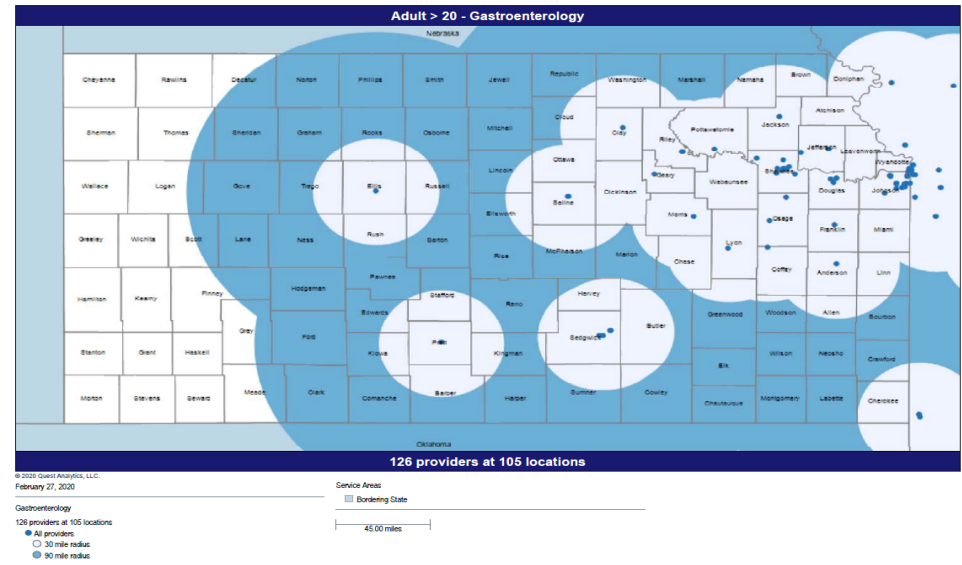 Adult > 20 - Gastroenterology
Nebraska
Cheyenne Rawlins Decatur Norton Phillips Smith Jewell Republic Washington Marshall Nemaha Brown Doniphan
Sherman Thomas Sheridan Graham Rooks Osborne Mitchell Cloud Clay Riley Pottawatomie Jackson Atchison
Jefferson Leavenworth Wyandotte
Wallace Logan Gove Trego Ellis Russell Lincoln Ottawa Saline Dickinson Geary Wabaunsee Douglas Johnson
Greeley Wichita Scott Lane Ness Rush Barton Ellsworth Rice McPherson Marion Morris Chase Lyon Osage Franklin Miami
Coffey Anderson Linn
Hamilton Kearny Finney Hodgeman Pawnee Edwards Stafford Reno Harvey Sedgwick Butler Greenwood Woodson Allen Bourbon
Stanton Grant Haskell Gray Ford Kiowa Kingman Elk Wilson Neosho Crawford
Morton Stevens Seward Meade Clark Comanche Barber Harper Sumner Cowley Chautauqua Montgomery Labette Cherokee
Oklahoma
126 providers at 105 locations
© 2020 Quest Analytics, LLC.
February 27, 2020
Service Areas
Bordering State
45.00 miles
Gastroenterology
126 providers at 105 locations
All providers
30 mile radius
90 mile radius